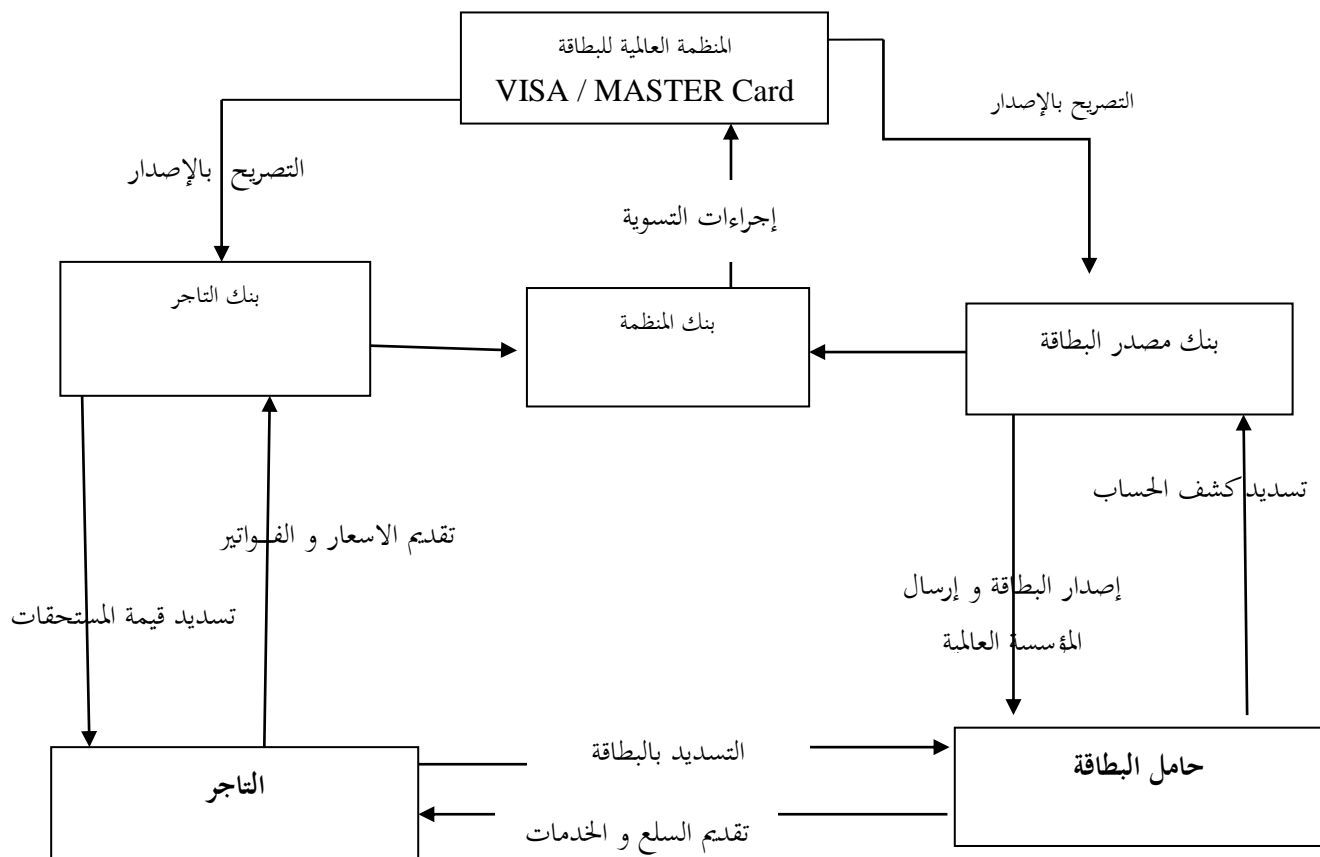 المنظمة العالمية للبطاقة
VISA / MASTER Card
التصريح بالإصدار
التصريح بالإصدار
إجراءات التسوية
بنك مصدر البطاقة
بنك المنظمة
بنك التاجر
تسديد كشف الحساب
تقديم الاسعار و الفواتير
إصدار البطاقة و إرسال
المؤسسة العالمية
تسديد قيمة المستحقات
حامل البطاقة
التسديد بالبطاقة
التاجر
تقديم السلع و الخدمات